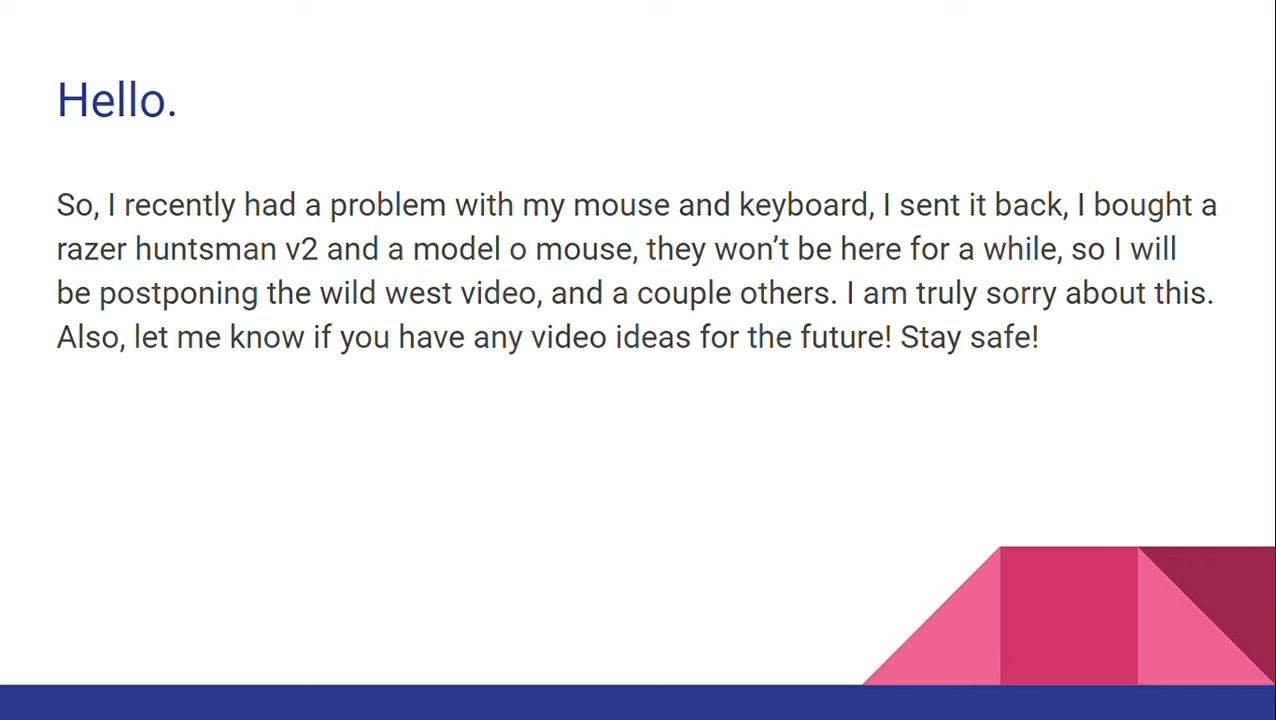 Hello.
So, I recently had a problem with my mouse and keyboard, I sent it back, I bought a
razer huntsman v2 and a model o mouse, they won’t be here for a while, so I will
be postponing the wild west video, and a couple others. I am truly sorry about this.
Also, let me know if you have any video ideas for the future! Stay safe!